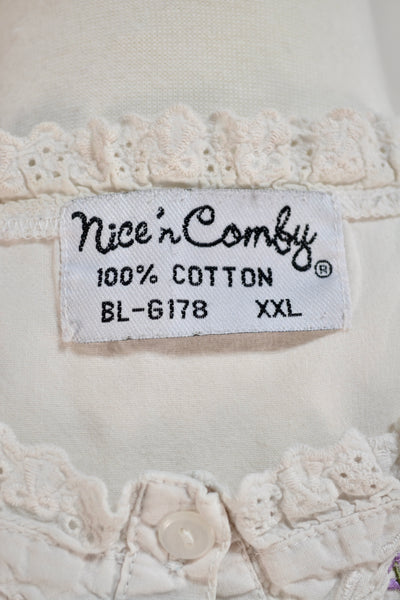 Nice'n Comfy ®
100% COTTON
BL-G178 XXL